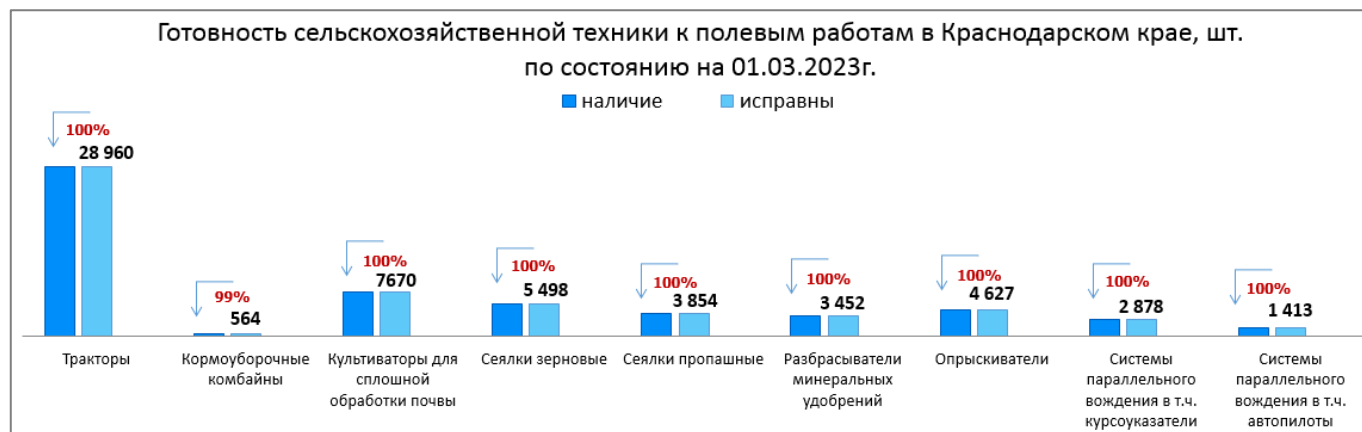 Готовность сельскохозяйственной техники к полевым работам в Краснодарском крае, шт.
по состоянию на 01.03.2023г.
наличие исправны
100%
28 960
99%
564
100%
7670
100%
5 498
100%
3 854
100%
3 452
100%
4 627
100%
2 878
100%
1 413
Тракторы
Кормоуборочные
комбайны
Культиваторы для
сплошной
обработки почвы
Сеялки зерновые
Сеялки пропашные
Разбрасыватели
минеральных
удобрений
Опрыскиватели
Системы
параллельного
вождения в т.ч.
курсоуказатели
Системы
параллельного
вождения в т.ч.
автопилоты